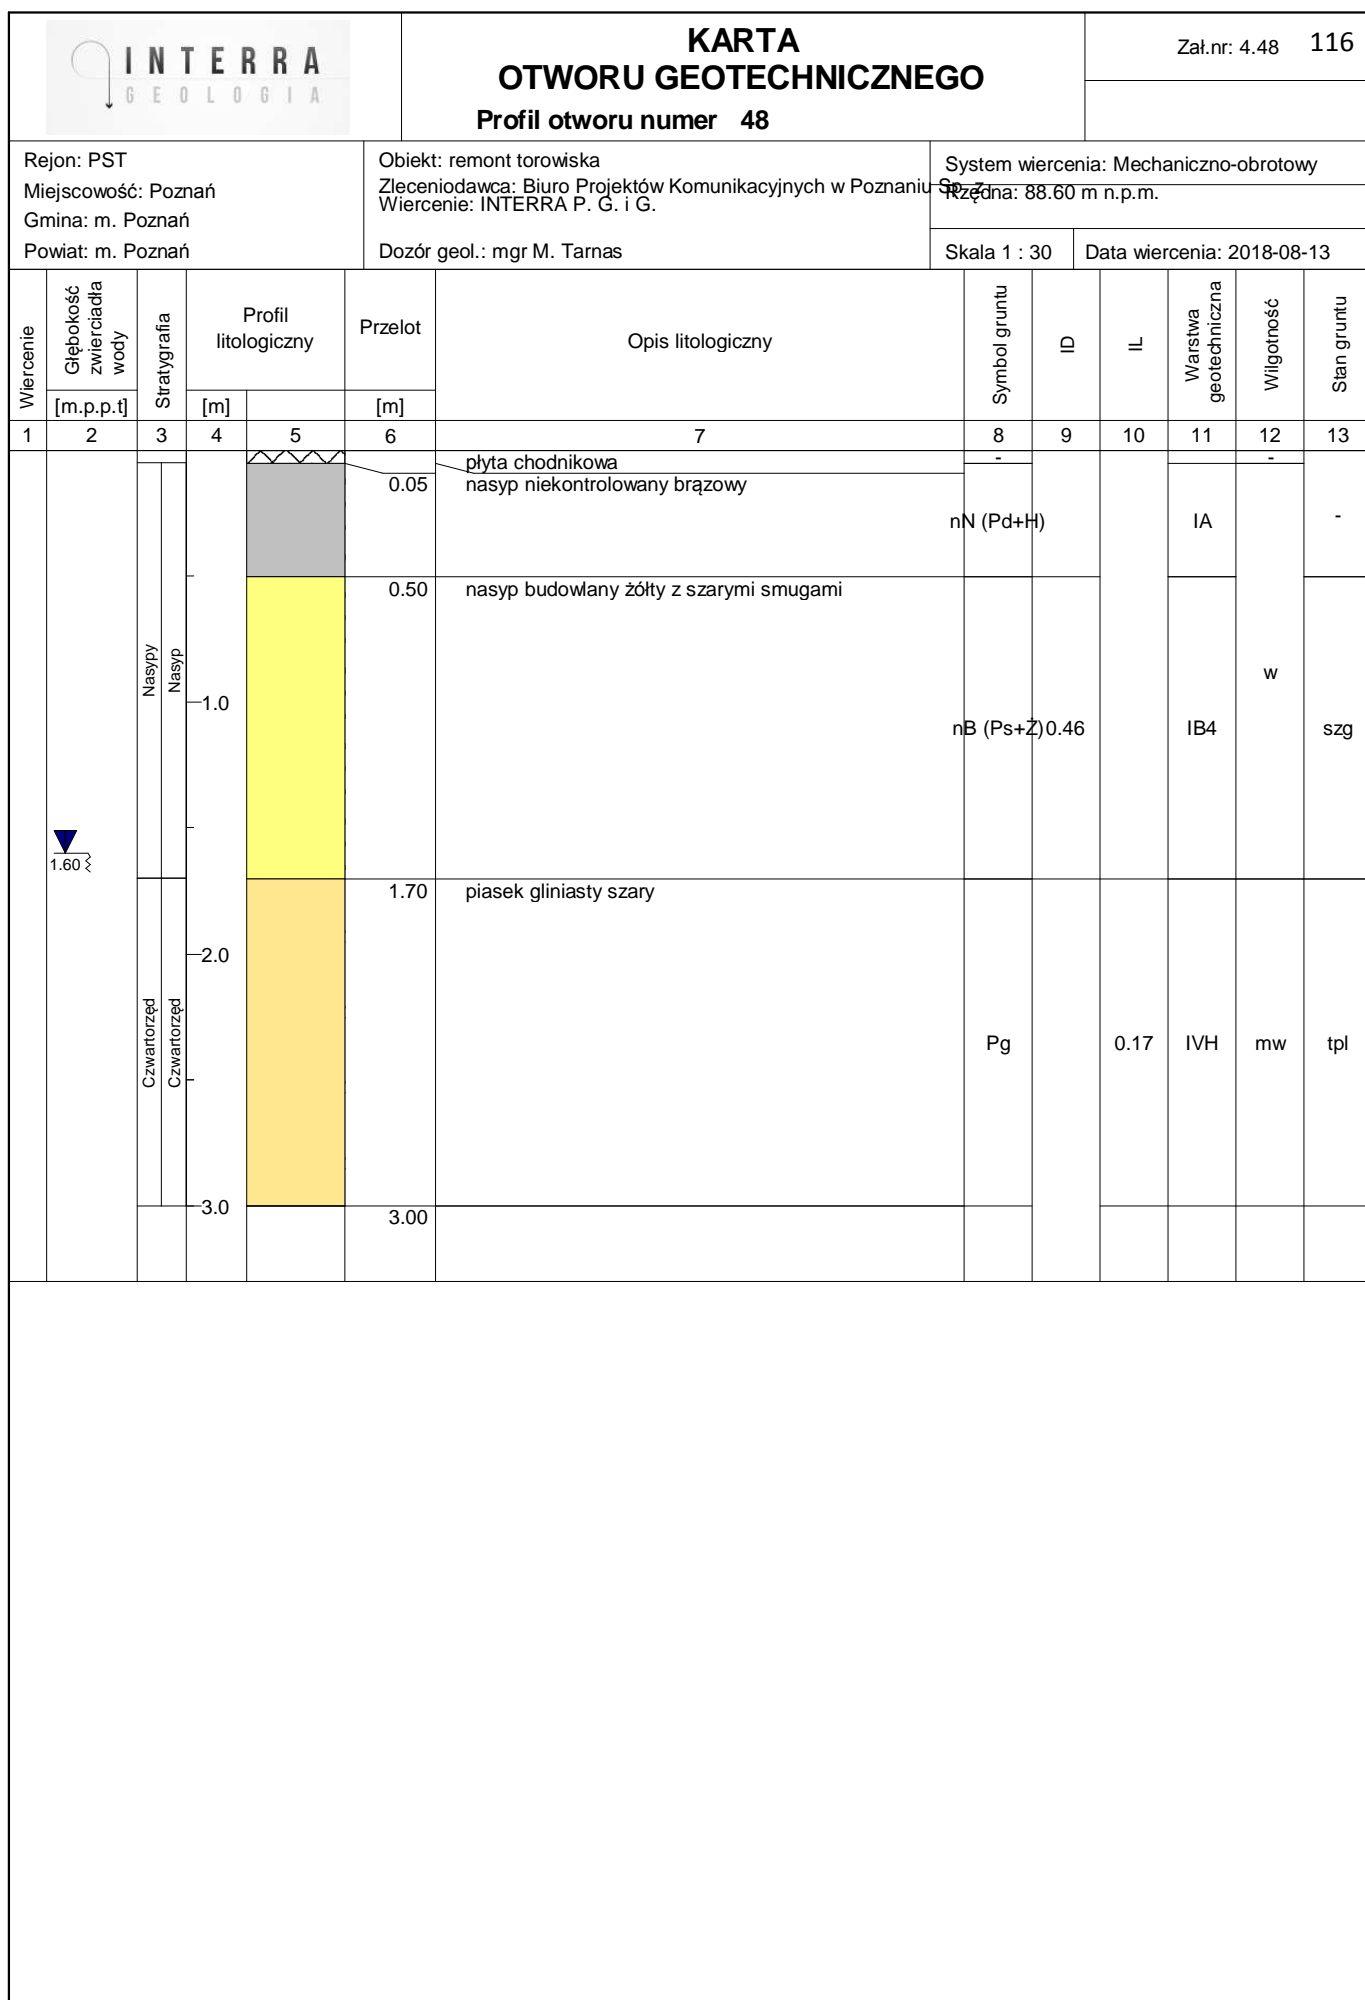 INTERRA
GEOLOGIA
KARTA
OTWORU GEOTECHNICZNEGO
Profil otworu numer 48
Zał.nr: 4.48 116
Rejon: PST
Miejscowość: Poznań
Gmina: m. Poznań
Powiat: m. Poznań
Obiekt: remont torowiska
Zleceniodawca: Biuro Projektów Komunikacyjnych w Poznaniu Sp. z
Wiercenie: INTERRA P. G. i G.
Dozór geol.: mgr M. Tarnas
System wiercenia: Mechaniczno-obrotowy
Rzędna: 88.60 m n.p.m.
Skala 1 : 30
Data wiercenia: 2018-08-13
Wiercenie
Głębokość
zwierciadła
wody
[m.p.p.t]
Stratygrafia
Profil
litologiczny
[m]
Przelot
[m]
Opis litologiczny
Symbol gruntu
ID
IL
Warstwa
geotechniczna
Wilgotność
Stan gruntu
1 2 3 4 5 6 7 8 9 10 11 12 13
płyta chodnikowa - -
0.05 nasyp niekontrolowany brązowy
nN (Pd+H) IA -
0.50 nasyp budowlany żółty z szarymi smugami
Nasypy
Nasyp
w
1.0
nB (Ps+Ż) 0.46 IB4 szg
1.60
1.70 piasek gliniasty szary
2.0
Czwartorzęd
Czwartorzęd
Pg 0.17 IVH mw tpl
3.0
3.00